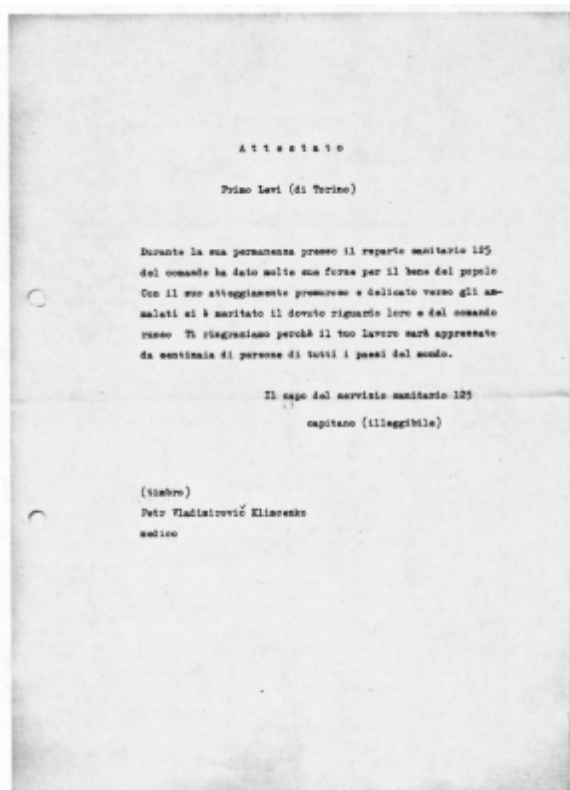 Attestato
Primo Levi (di Torino)
Durante la sua permanenza presso il reparto sanitario 125
del comando ha dato molte sue forze per il bene del popolo
Con il suo atteggiamento premuroso e delicato verso gli am-
malati si è meritato il dovuto riguardo loro e del comando
russo Ti ringraziamo perchè il tuo lavoro sarà apprezzato
da centinaia di persone di tutti i paesi del mondo.
Il capo del servizio sanitario 125
capitano (illeggibile)
(timbro)
Petr Vladimirovič Klimcenko
medico